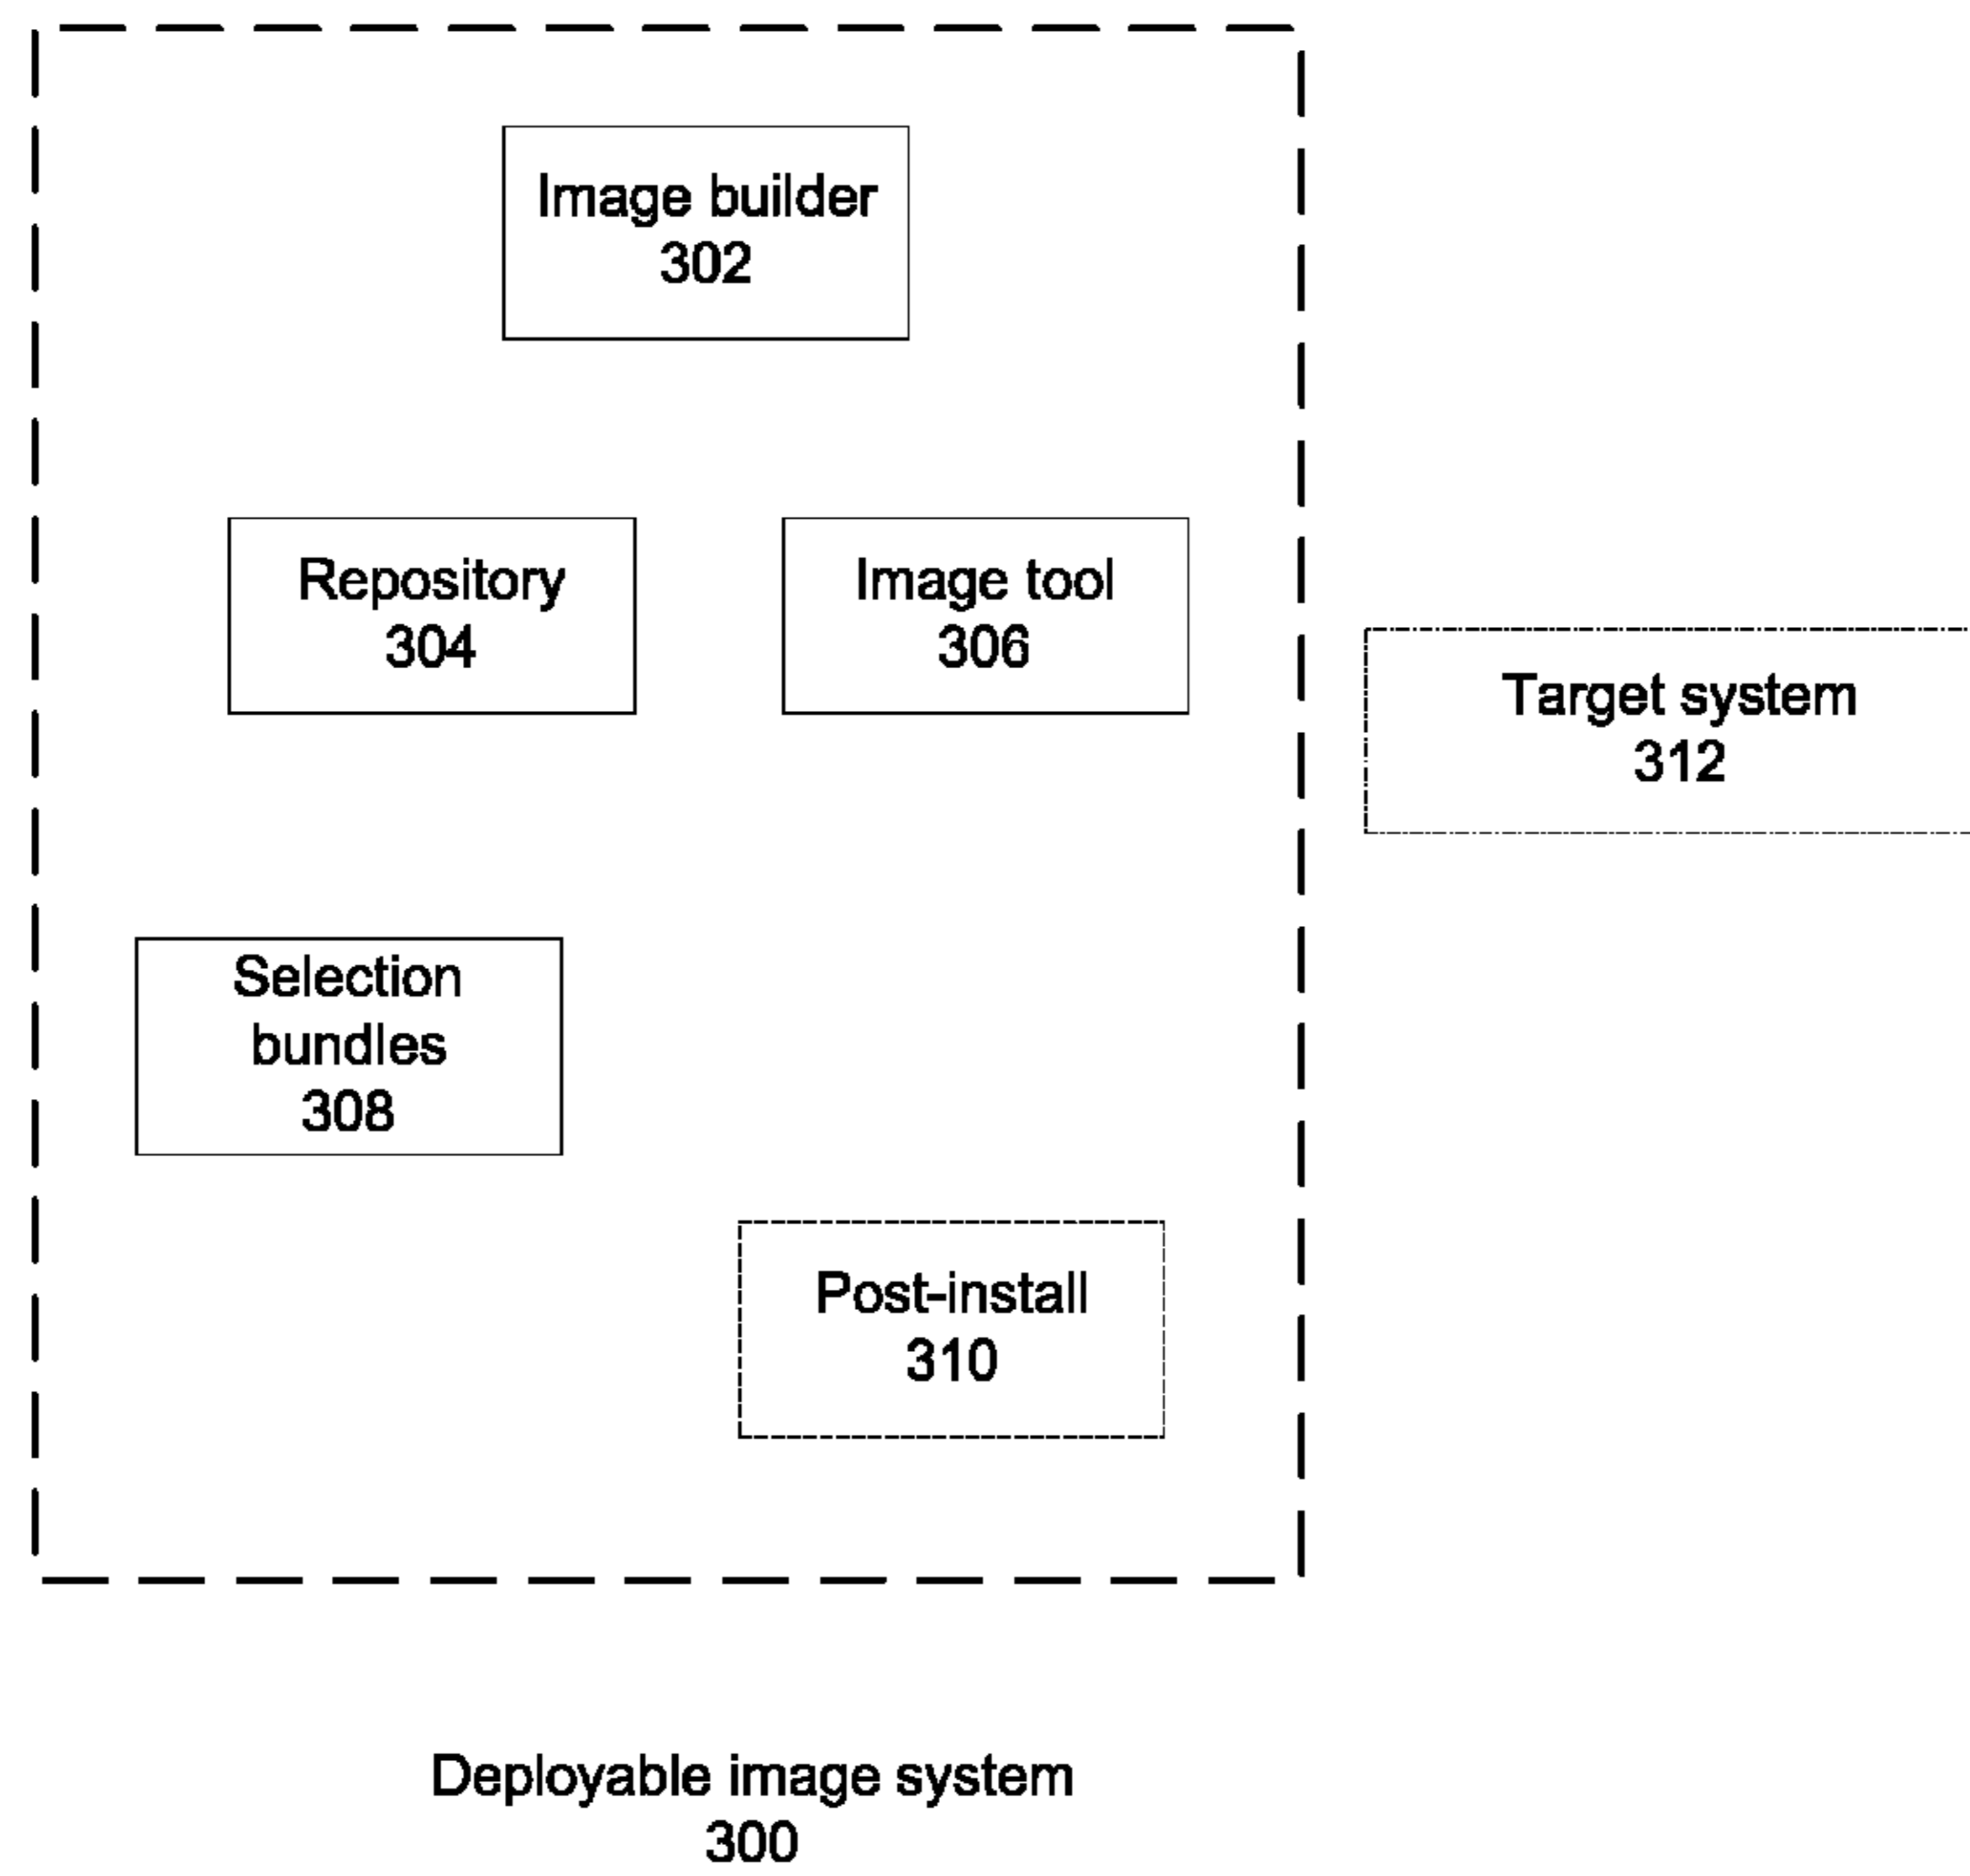 Image builder
302
Repository
304
Image tool
306
Target system
312
Selection
bundles
308
Post-install
310
Deployable image system
300